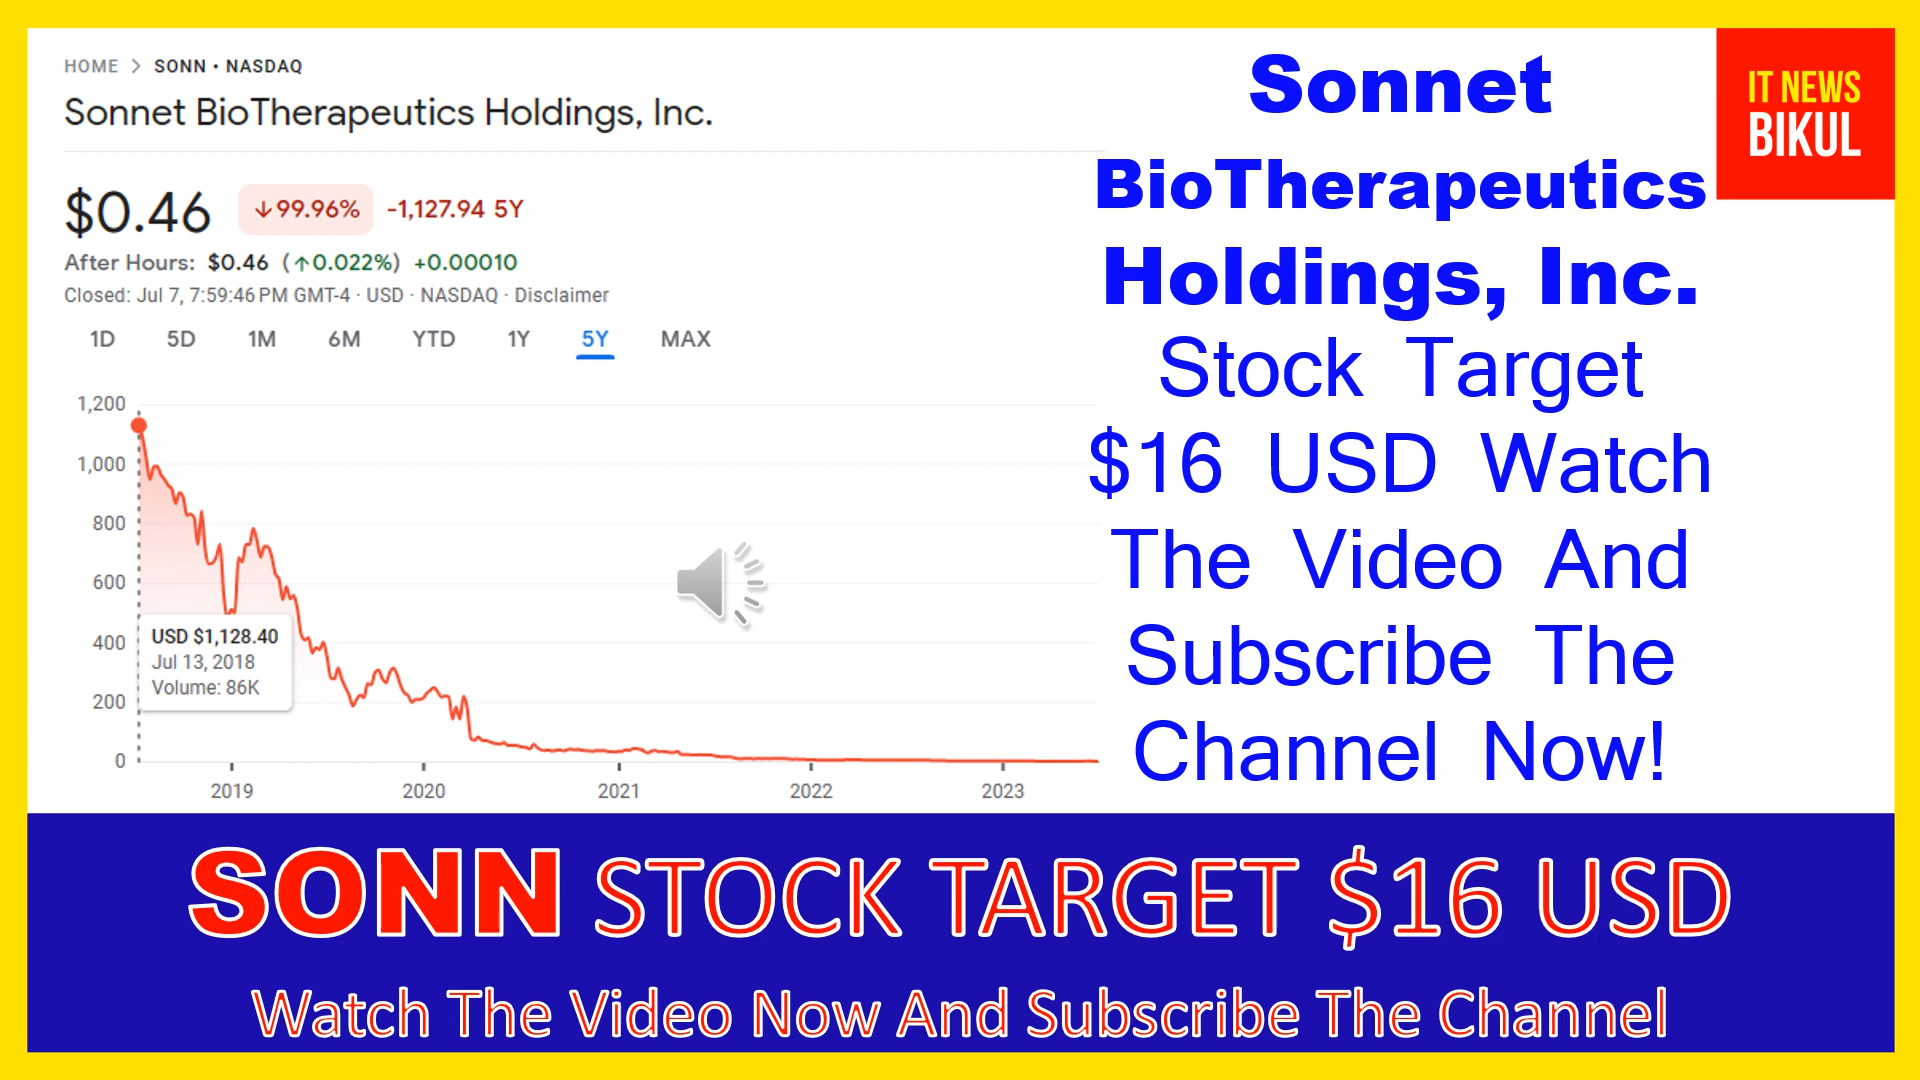 HOME > SONN • NASDAQ
Sonnet BioTherapeutics Holdings, Inc.
$0.46 ↓99.96% -1,127.94 5Y
After Hours: $0.46 (↑0.022%) +0.00010
Closed: Jul 7, 7:59:46 PM GMT-4 · USD · NASDAQ · Disclaimer
1D 5D 1M 6M YTD 1Y 5Y MAX
1,200
1,000
800
600
400
200
0
USD $1,128.40
Jul 13, 2018
Volume: 86K
2019 2020 2021 2022 2023
Sonnet
BioTherapeutics
Holdings, Inc.
Stock Target
$16 USD Watch
The Video And
Subscribe The
Channel Now!
IT NEWS
BIKUL
SONN STOCK TARGET $16 USD
Watch The Video Now And Subscribe The Channel